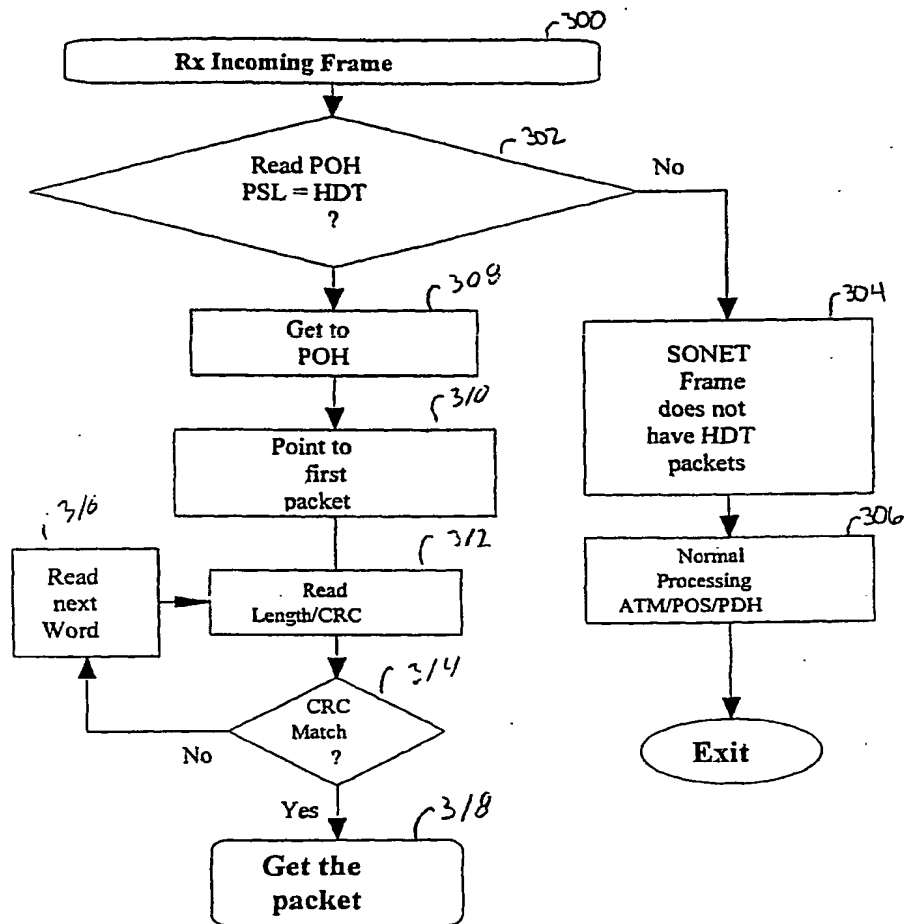 300
Rx Incoming Frame
302
Read POH
PSL = HDT
?
No
308
Get to
POH
304
SONET
Frame
does not
have HDT
packets
310
Point to
first
packet
306
Normal
Processing
ATM/POS/PDH
316
Read
next
Word
312
Read
Length/CRC
314
CRC
Match
?
No
Exit
Yes
318
Get the
packet